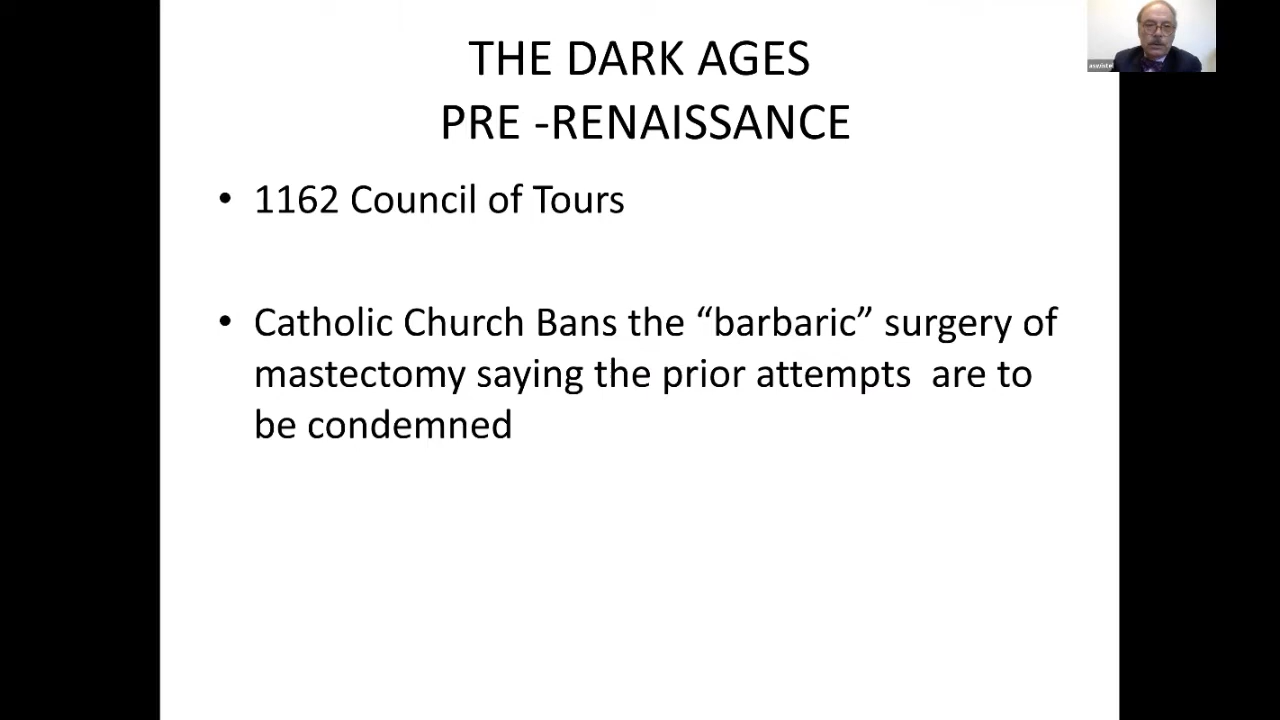 THE DARK AGES
PRE -RENAISSANCE
• 1162 Council of Tours
• Catholic Church Bans the “barbaric” surgery of
mastectomy saying the prior attempts  are to
be condemned